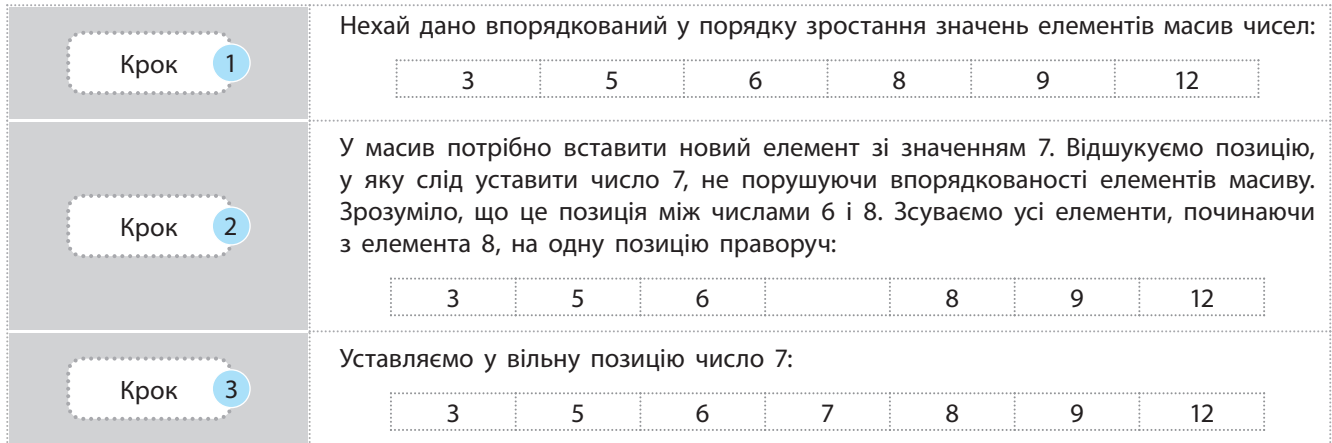 Крок 1
Нехай дано впорядкований у порядку зростання значень елементів масив чисел:
3 5 6 8 9 12
Крок 2
У масив потрібно вставити новий елемент зі значенням 7. Відшукуємо позицію,
у яку слід уставити число 7, не порушуючи впорядкованості елементів масиву.
Зрозуміло, що це позиція між числами 6 і 8. Зсуваємо усі елементи, починаючи
з елемента 8, на одну позицію праворуч:
3 5 6 8 9 12
Крок 3
Уставляємо у вільну позицію число 7:
3 5 6 7 8 9 12